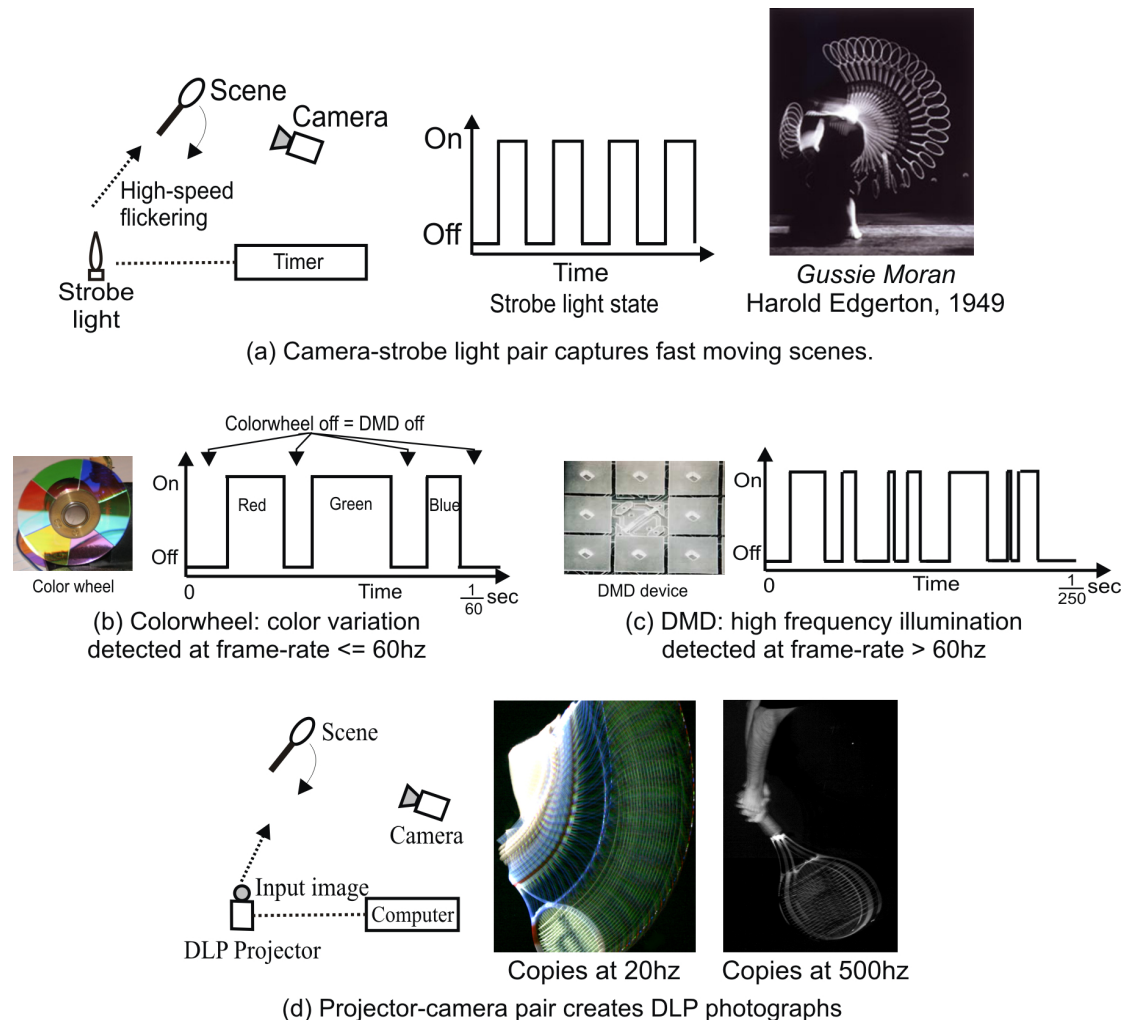 Scene
Camera
High-speed
flickering
Timer
Strobe
light
On
Off
Time
Strobe light state
Gussie Moran
Harold Edgerton, 1949
(a) Camera-strobe light pair captures fast moving scenes.
Colorwheel off = DMD off
On
Red
Green
Blue
Off
Color wheel
0
Time
1
60 sec
(b) Colorwheel: color variation
detected at frame-rate <= 60hz
On
Off
DMD device
0
Time
1
250 sec
(c) DMD: high frequency illumination
detected at frame-rate > 60hz
Scene
Camera
Input image
Computer
DLP Projector
Copies at 20hz
Copies at 500hz
(d) Projector-camera pair creates DLP photographs